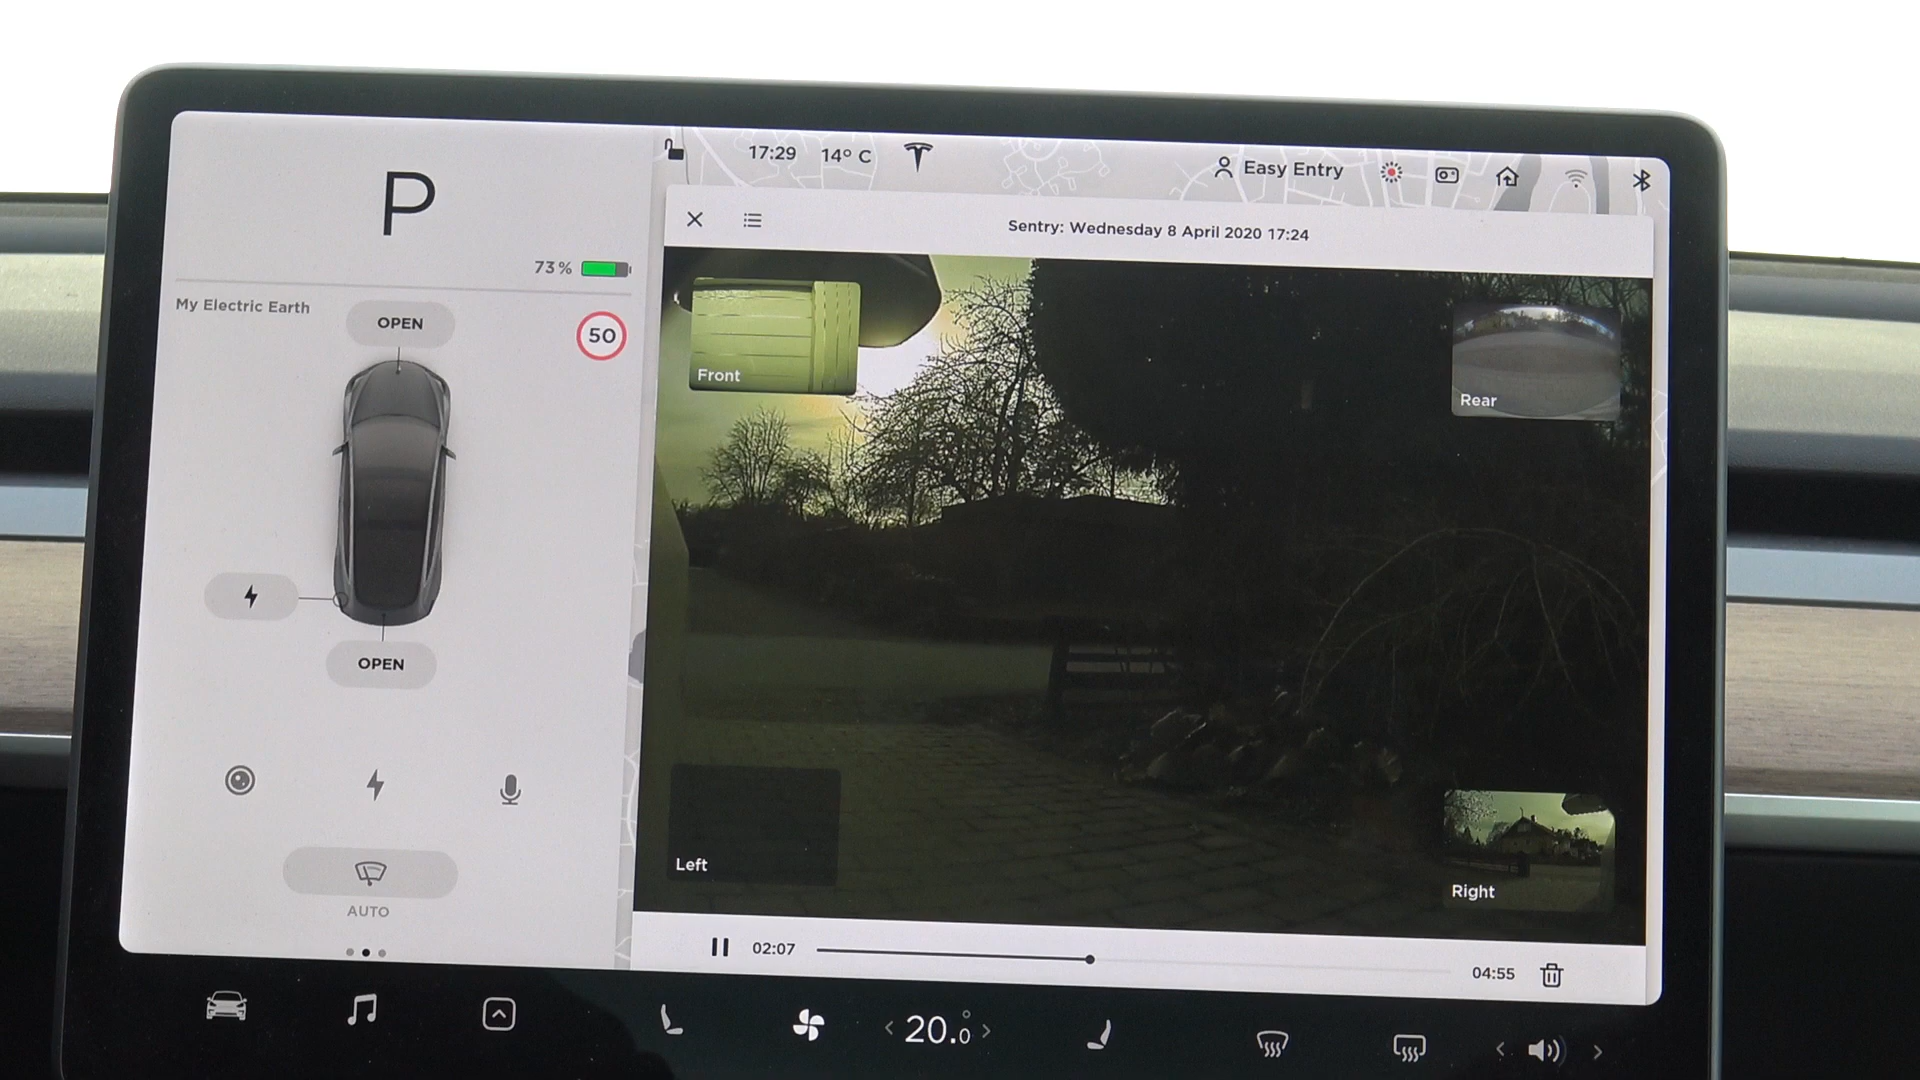 P
73%
My Electric Earth
OPEN
50
OPEN
AUTO
17:29 14° C
Easy Entry
Sentry: Wednesday 8 April 2020 17:24
Front
Rear
Left
Right
02:07
04:55
20.0°